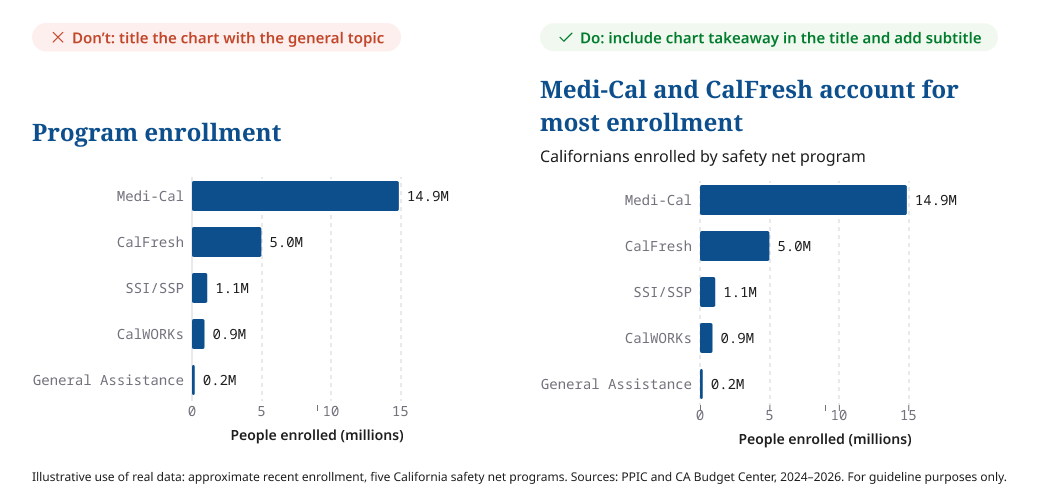 Don’t: title the chart with the general topic
Program enrollment
Medi-Cal 14.9M
CalFresh 5.0M
SSI/SSP 1.1M
CalWORKs 0.9M
General Assistance 0.2M
0 5 10 15
People enrolled (millions)
Do: include chart takeaway in the title and add subtitle
Medi-Cal and CalFresh account for
most enrollment
Californians enrolled by safety net program
Medi-Cal 14.9M
CalFresh 5.0M
SSI/SSP 1.1M
CalWORKs 0.9M
General Assistance 0.2M
0 5 10 15
People enrolled (millions)
Illustrative use of real data: approximate recent enrollment, five California safety net programs. Sources: PPIC and CA Budget Center, 2024–2026. For guideline purposes only.